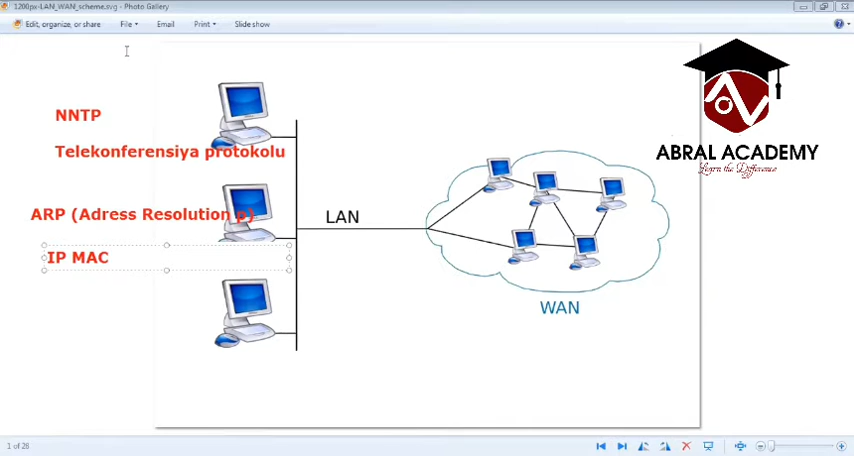 1200px-LAN_WAN_scheme.svg - Photo Gallery
Edit, organize, or share File Email Print Slide show
NNTP
Telekonferensiya protokolu
ARP (Adress Resolution p)
IP MAC
LAN
WAN
ABRAL ACADEMY
Learn the Difference
1 of 26